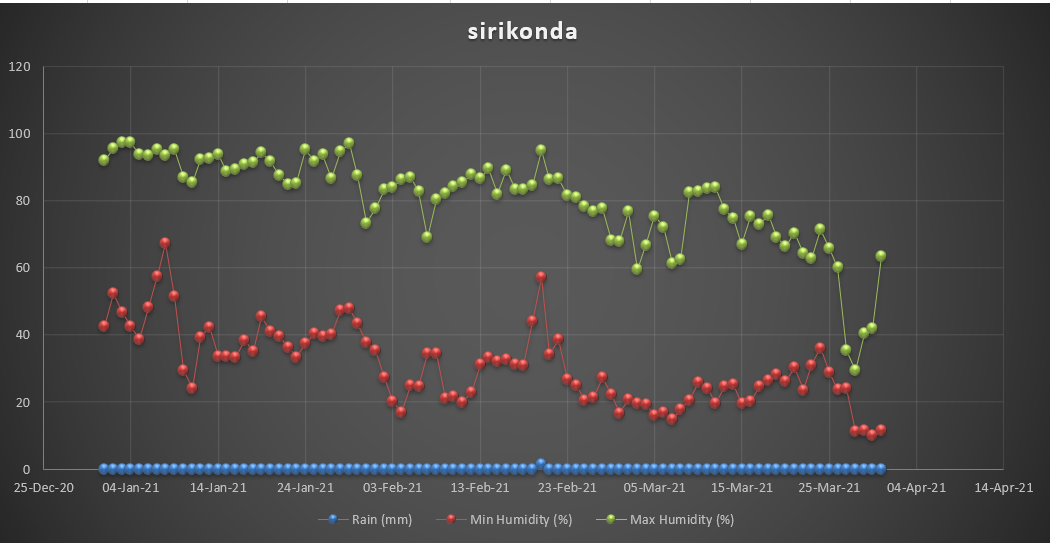 sirikonda
120
100
80
60
40
20
0
25-Dec-20 04-Jan-21 14-Jan-21 24-Jan-21 03-Feb-21 13-Feb-21 23-Feb-21 05-Mar-21 15-Mar-21 25-Mar-21 04-Apr-21 14-Apr-21
Rain (mm) Min Humidity (%) Max Humidity (%)